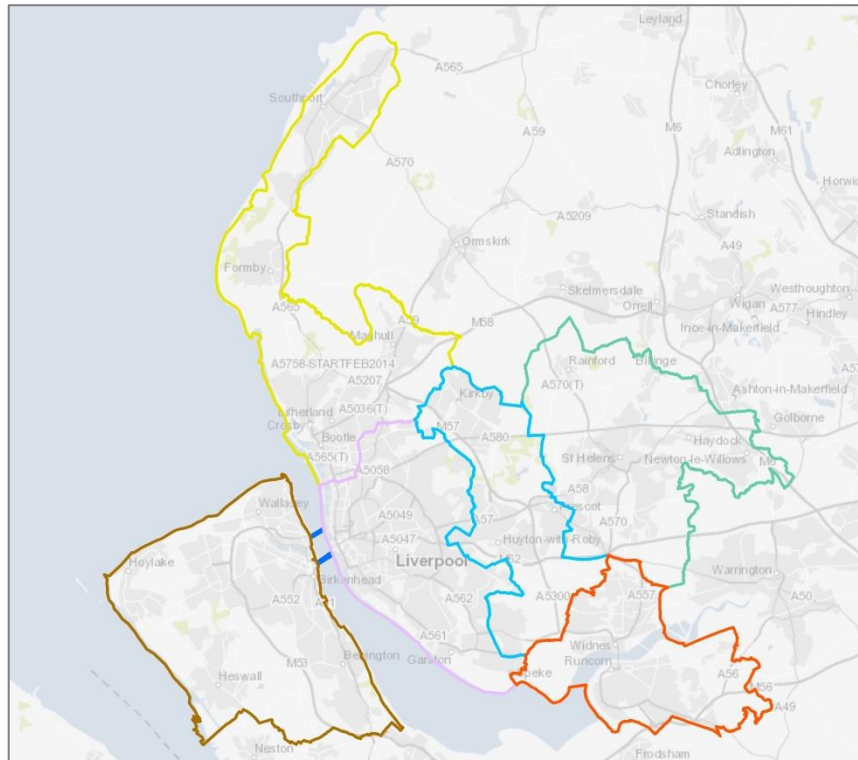 Leyland
A565
Southport
Chorley
M6
A59
M61
Adlington
A570
Horwic
A5209
Standish
Ormskirk
A49
Formby
Skelmersdale
Orrell
Westhoughton
Wigan
A577
A565
Hindley
A59
M58
Ince-in-Makerfield
Maghull
A5758-STARTFEB2014
Rainford
Billinge
A5207
A570(T)
Kirkby
Ashton-in-Makerfield
Litherland
A5036(T)
Crosby
Golborne
Bootle
M57
A580
Haydock
A565(T)
St Helens
Newton-le-Willows
M6
A5058
A58
Wallasey
Prescot
A5049
A57
A570
A5047
Huyton-with-Roby
Hoylake
Liverpool
M62
Warrington
Birkenhead
A552
A41
A562
A5300
A557
A50
A561
Bebington
Garston
Widnes
M53
Speke
Runcorn
A56
Heswall
M56
A49
Neston
Frodsham